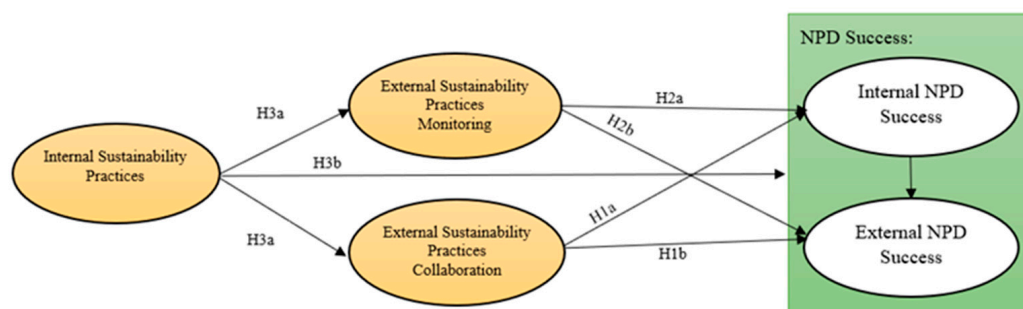 NPD Success:
External Sustainability
Practices
Monitoring
Internal NPD
Success
H2a
H3a
H2b
Internal Sustainability
Practices
H3b
H1a
External Sustainability
Practices
Collaboration
External NPD
Success
H3a
H1b